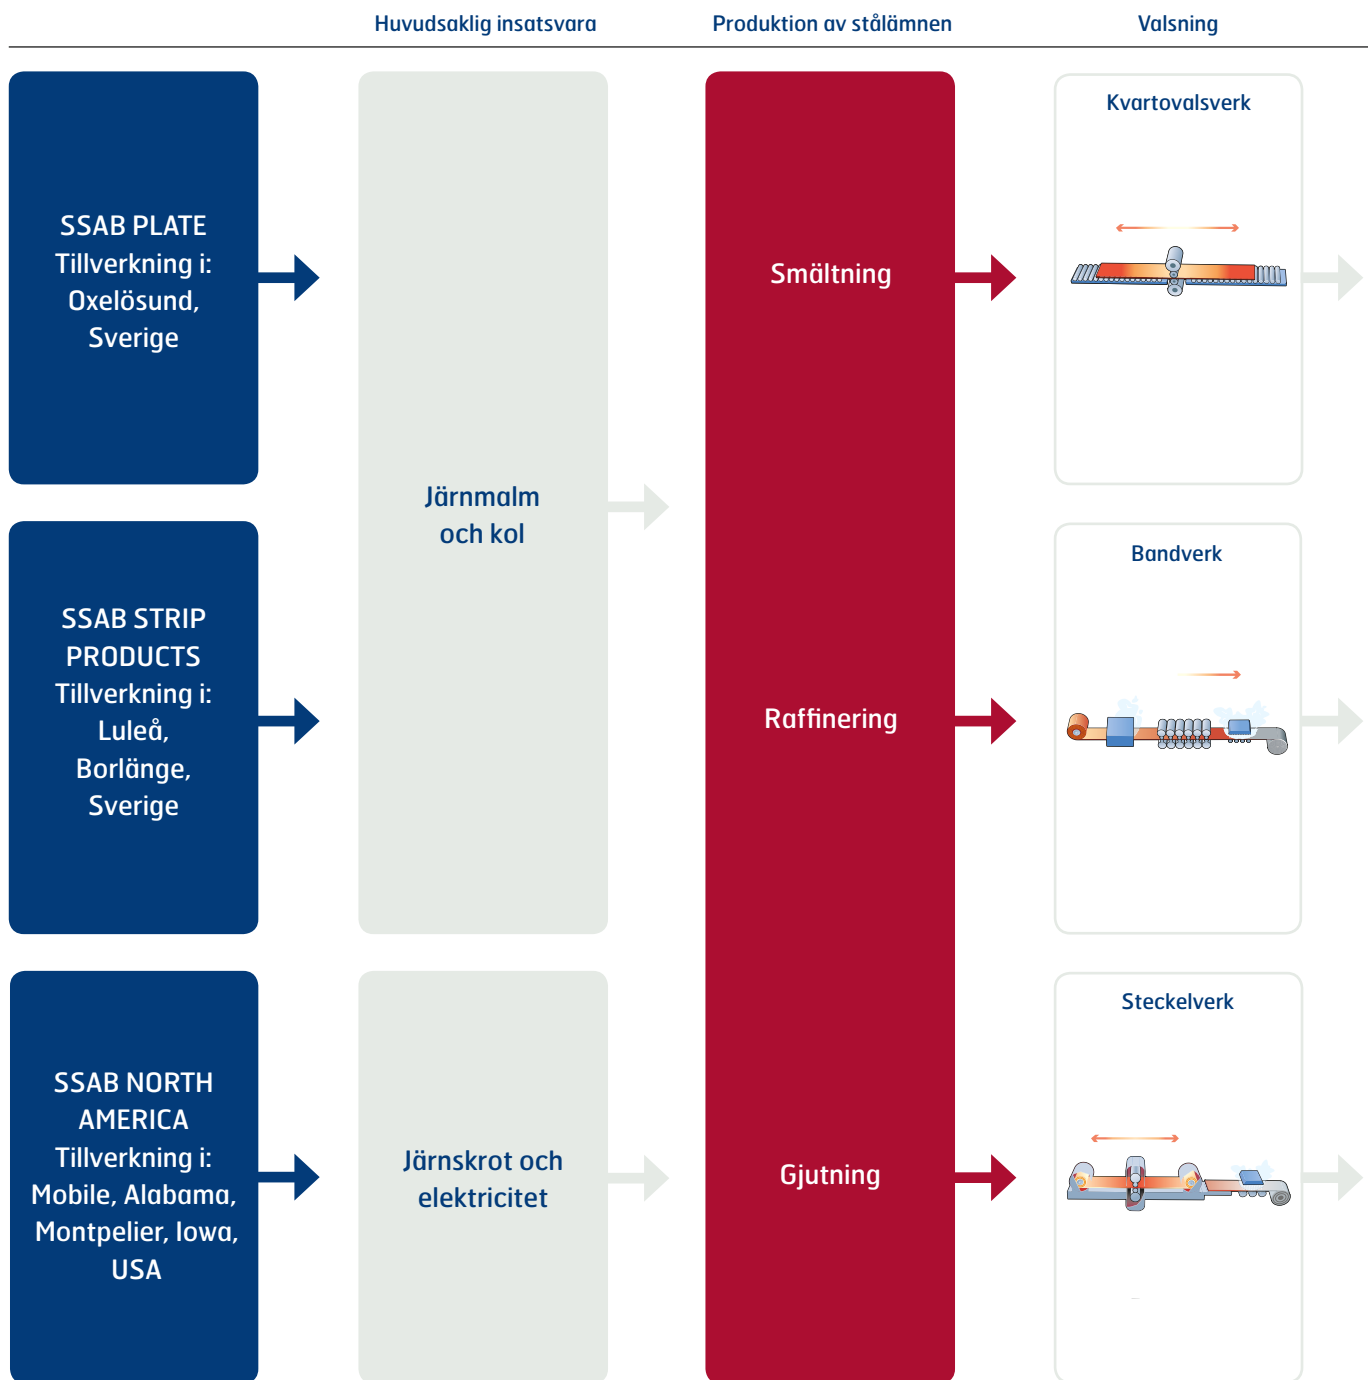 Huvudsaklig insatsvara
Produktion av stålämnen
Valsning
SSAB PLATE
Tillverkning i:
Oxelösund,
Sverige
SSAB STRIP
PRODUCTS
Tillverkning i:
Luleå,
Borlänge,
Sverige
SSAB NORTH
AMERICA
Tillverkning i:
Mobile, Alabama,
Montpelier, Iowa,
USA
Järnmalm
och kol
Järnskrot och
elektricitet
Smältning
Raffinering
Gjutning
Kvartovalsverk
Bandverk
Steckelverk